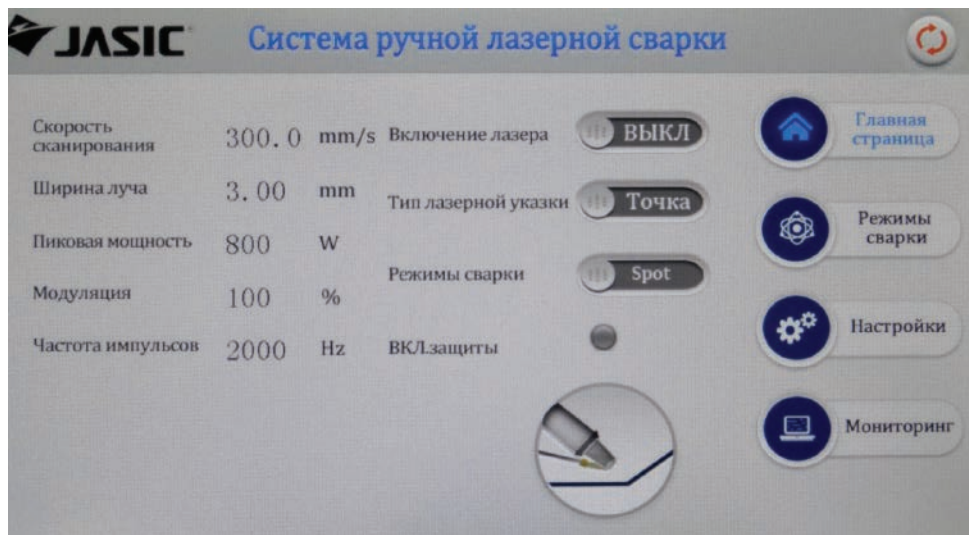 JASIC
Система ручной лазерной сварки
Скорость
сканирования
300.0 mm/s
Ширина луча
3.00 mm
Пиковая мощность
800 W
Модуляция
100 %
Частота импульсов
2000 Hz
Включение лазера
ВЫКЛ
Тип лазерной указки
Точка
Режимы сварки
Spot
ВКЛ.защиты
Главная
страница
Режимы
сварки
Настройки
Мониторинг